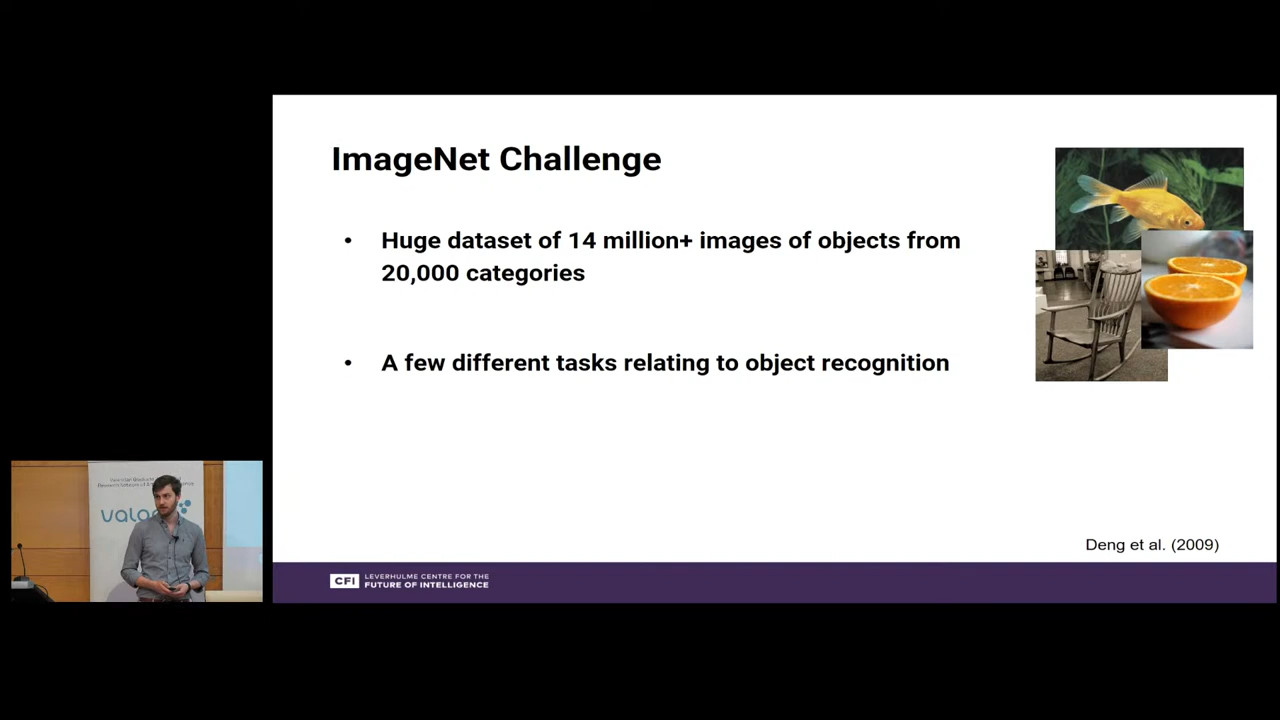 ImageNet Challenge
• Huge dataset of 14 million+ images of objects from
20,000 categories
• A few different tasks relating to object recognition
Deng et al. (2009)
CFI LEVERHULME CENTRE FOR THE
FUTURE OF INTELLIGENCE